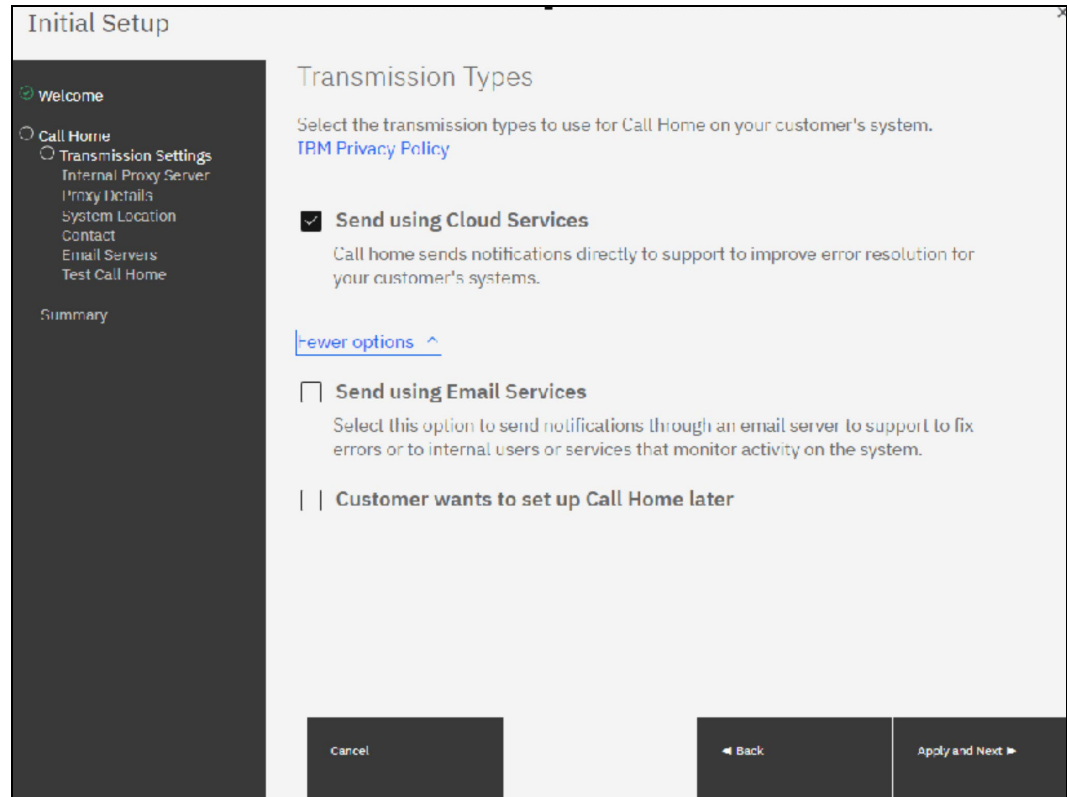 Initial Setup
Welcome
Call Home
Transmission Settings
Internal Proxy Server
Proxy Details
System Location
Contact
Email Servers
Test Call Home
Summary
Transmission Types
Select the transmission types to use for Call Home on your customer's system.
IBM Privacy Policy
Send using Cloud Services
Call home sends notifications directly to support to improve error resolution for
your customer's systems.
Fewer options
Send using Email Services
Select this option to send notifications through an email server to support to fix
errors or to internal users or services that monitor activity on the system.
Customer wants to set up Call Home later
Cancel
Back
Apply and Next